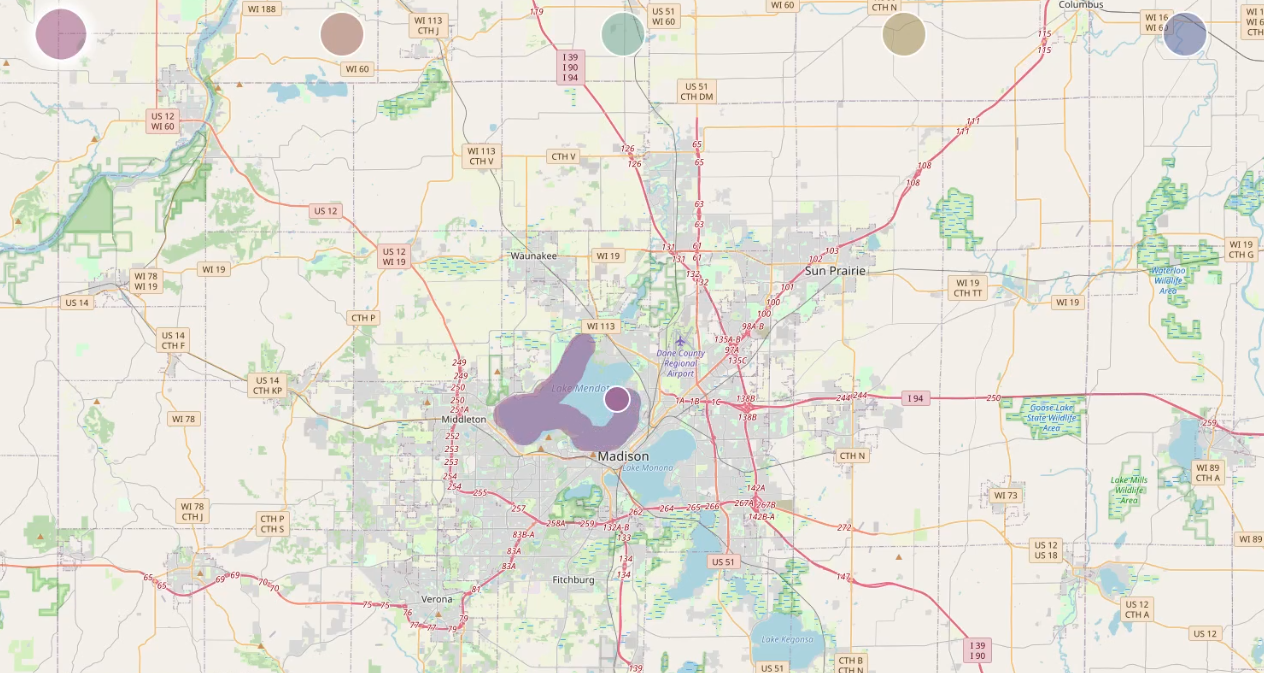 WI 188
WI 113
CTH J
179
US 51
WI 60
WI 60
CTH N
Columbus
WI 16
WI 60
I 39
I 90
I 94
WI 60
US 51
CTH DM
115
115
US 12
WI 60
111
111
126
126
65
65
WI 113
CTH V
CTH V
108
108
US 12
63
63
US 12
WI 19
131
131
61
61
103
102
Waunakee
WI 19
Sun Prairie
WI 19
CTH G
WI 78
WI 19
WI 19
132
132
101
100
100
WI 19
CTH TT
WI 19
Waterloo
Wildlife
Area
US 14
CTH P
WI 113
98A-B
135A-B
97A
135C
US 14
CTH F
Dane County
Regional
Airport
249
250
250
251A
US 14
CTH KP
Lake Mendota
1A
1B
1C
138B
138B
244
244
I 94
250
Goose Lake
State Wildlife
Area
WI 78
Middleton
252
253
253
254
254
259
Madison
Lake Monona
CTH N
WI 89
CTH A
Lake Mills
Wildlife
Area
255
257
258A
259
132A-B
262
264
265
266
267A
267B
142A
142B-A
272
WI 73
WI 78
CTH J
CTH P
CTH S
83B-A
83A
83A
133
134
134
US 51
US 12
US 18
WI 89
65
65
69
69
70
70
Fitchburg
147
81
75
75
76
77
77
79
79
Verona
US 12
CTH A
US 12
Lake Kegonsa
I 39
I 90
139
US 51
CTH B
CTH N